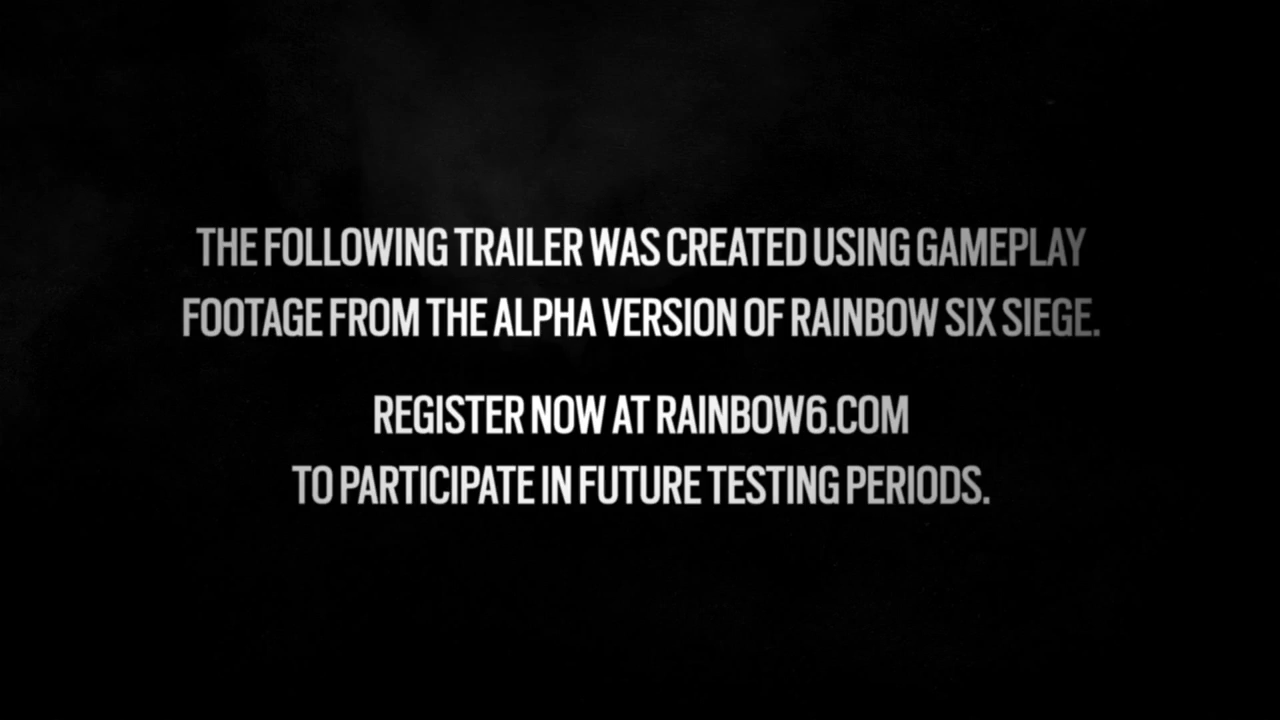 THE FOLLOWING TRAILER WAS CREATED USING GAMEPLAY
FOOTAGE FROM THE ALPHA VERSION OF RAINBOW SIX SIEGE.
REGISTER NOW AT RAINBOW6.COM
TO PARTICIPATE IN FUTURE TESTING PERIODS.